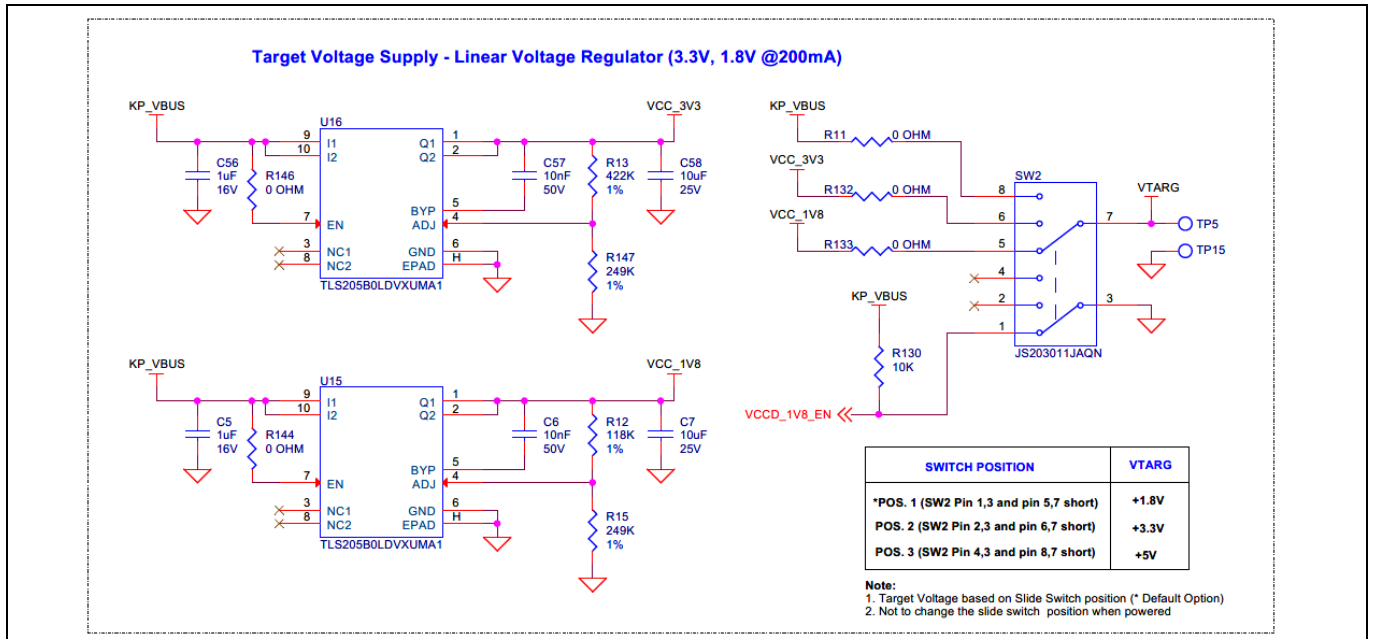 Target Voltage Supply - Linear Voltage Regulator (3.3V, 1.8V @200mA)
KP_VBUS
U16
VCC_3V3
9
I1
10
I2
Q1
1
Q2
2
C56
1uF
16V
R146
0 OHM
C57
10nF
50V
R13
422K
1%
C58
10uF
25V
BYP
5
7
EN
ADJ
4
3
NC1
8
NC2
GND
6
EPAD
H
R147
249K
1%
TLS205B0LDVXUMA1
KP_VBUS
U15
VCC_1V8
9
I1
10
I2
Q1
1
Q2
2
C5
1uF
16V
R144
0 OHM
C6
10nF
50V
R12
118K
1%
C7
10uF
25V
BYP
5
7
EN
ADJ
4
3
NC1
8
NC2
GND
6
EPAD
H
R15
249K
1%
TLS205B0LDVXUMA1
KP_VBUS
R11
0 OHM
VCC_3V3
R132
0 OHM
VCC_1V8
R133
0 OHM
SW2
8
6
5
4
2
1
7
3
VTARG
TP5
TP15
JS203011JAQN
KP_VBUS
R130
10K
VCCD_1V8_EN
SWITCH POSITION
VTARG
*POS. 1 (SW2 Pin 1,3 and pin 5,7 short)
+1.8V
POS. 2 (SW2 Pin 2,3 and pin 6,7 short)
+3.3V
POS. 3 (SW2 Pin 4,3 and pin 8,7 short)
+5V
Note:
1. Target Voltage based on Slide Switch position (* Default Option)
2. Not to change the slide switch position when powered